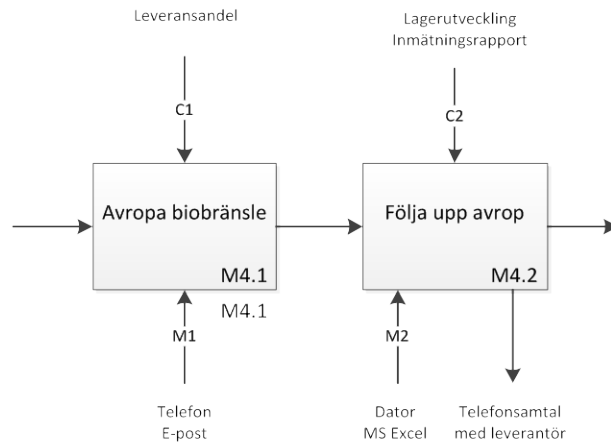 Leveransandel
Lagerutveckling
Inmätningsrapport
C1
C2
Avropa biobränsle
Följa upp avrop
M4.1
M4.2
M4.1
M1
M2
Telefon
E-post
Dator
MS Excel
Telefonsamtal
med leverantör